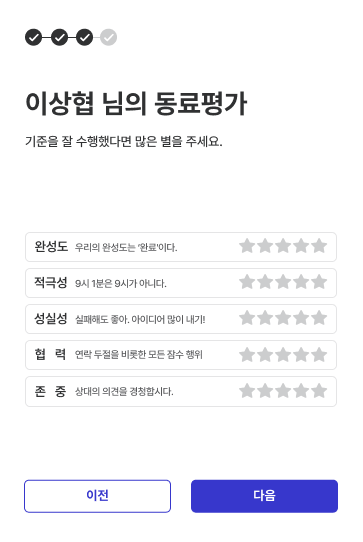 이상협 님의 동료평가
기준을 잘 수행했다면 많은 별을 주세요.
완성도 우리의 완성도는 '완료'이다.
적극성 9시 1분은 9시가 아니다.
성실성 실패해도 좋아. 아이디어 많이 내기!
협 력 연락 두절을 비롯한 모든 잠수 행위
존 중 상대의 의견을 경청합시다.
이전 다음